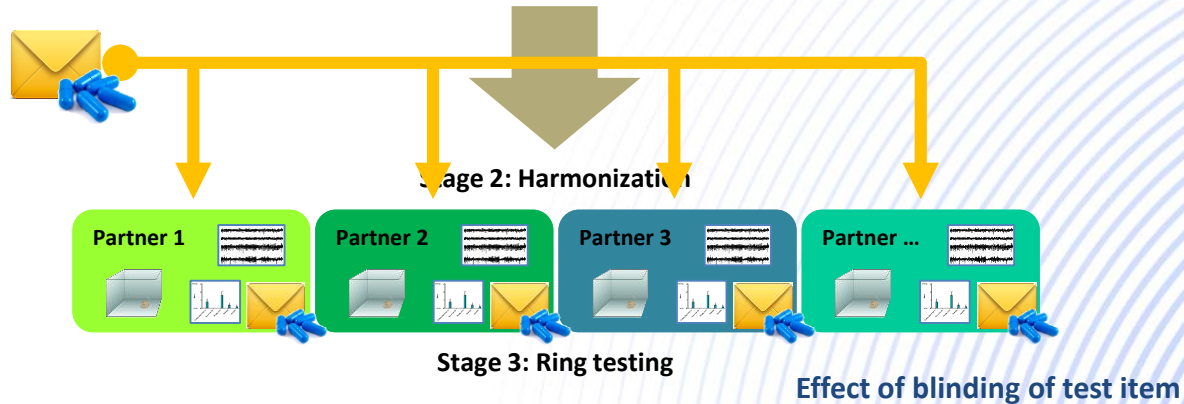 Stage 2: Harmonization
Partner 1
Partner 2
Partner 3
Partner ...
Stage 3: Ring testing
Effect of blinding of test item